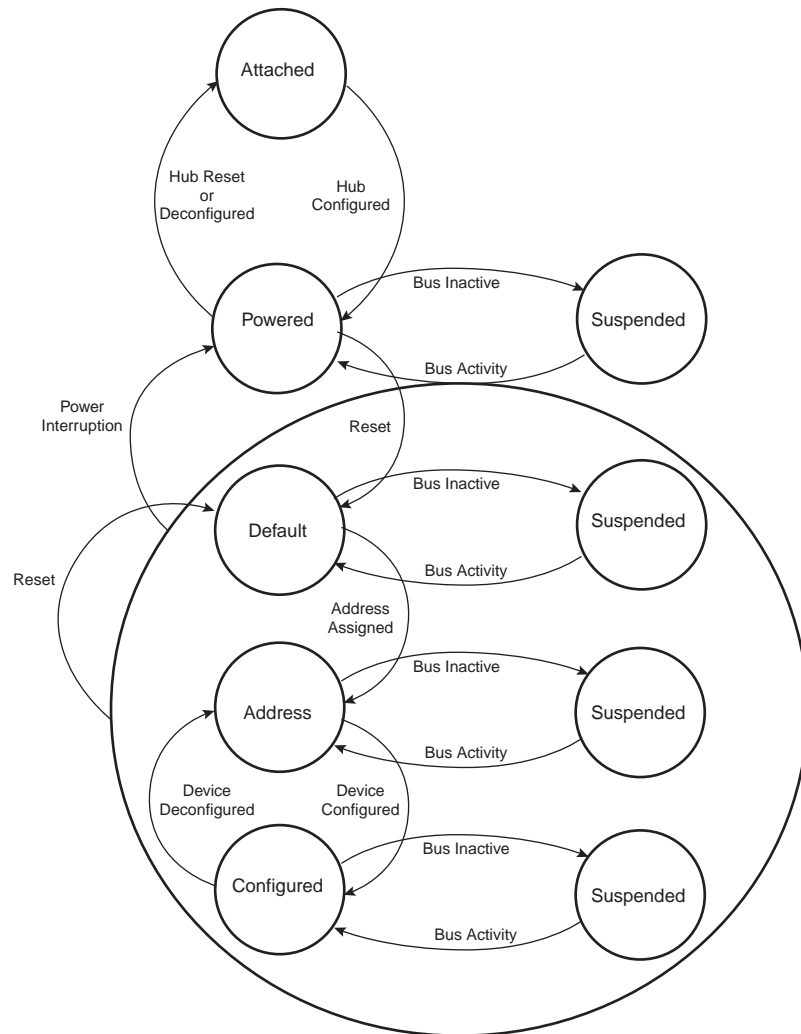 Attached
Hub Reset
or
Deconfigured
Hub
Configured
Bus Inactive
Powered
Suspended
Bus Activity
Power
Interruption
Reset
Bus Inactive
Default
Suspended
Bus Activity
Reset
Address
Assigned
Bus Inactive
Address
Suspended
Bus Activity
Device
Deconfigured
Device
Configured
Bus Inactive
Configured
Suspended
Bus Activity